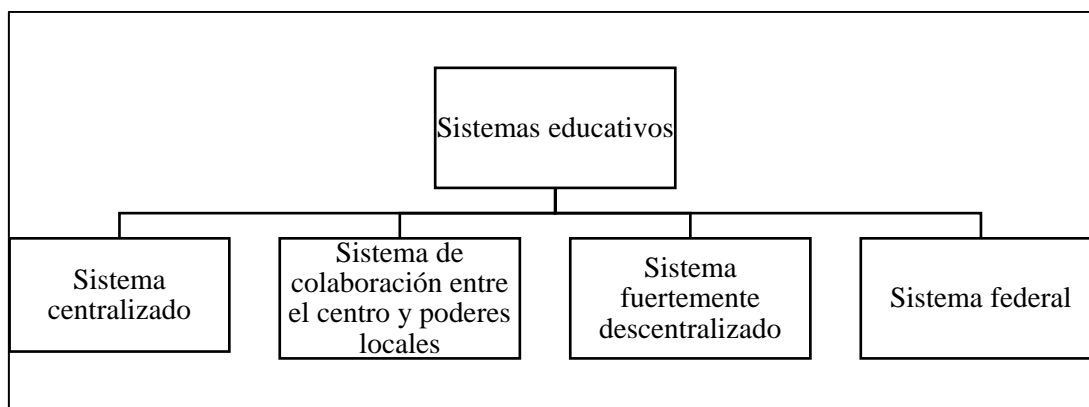 Sistemas educativos
Sistema
centralizado
Sistema de
colaboración entre
el centro y poderes
locales
Sistema
fuertemente
descentralizado
Sistema federal